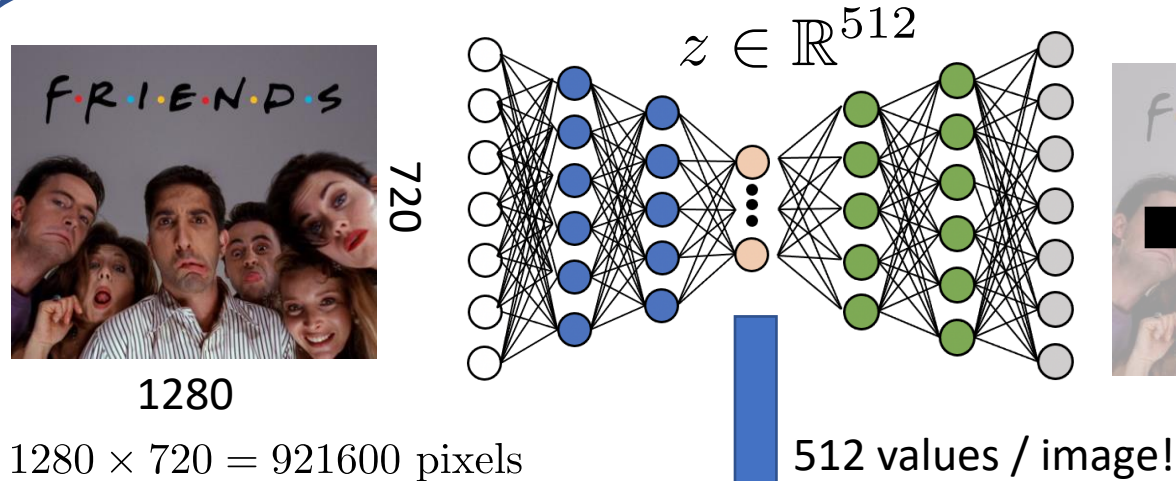 F·R·I·E·N·D·S
z ∈ ℝ^512
720
F
1280
1280 × 720 = 921600 pixels
512 values / image!